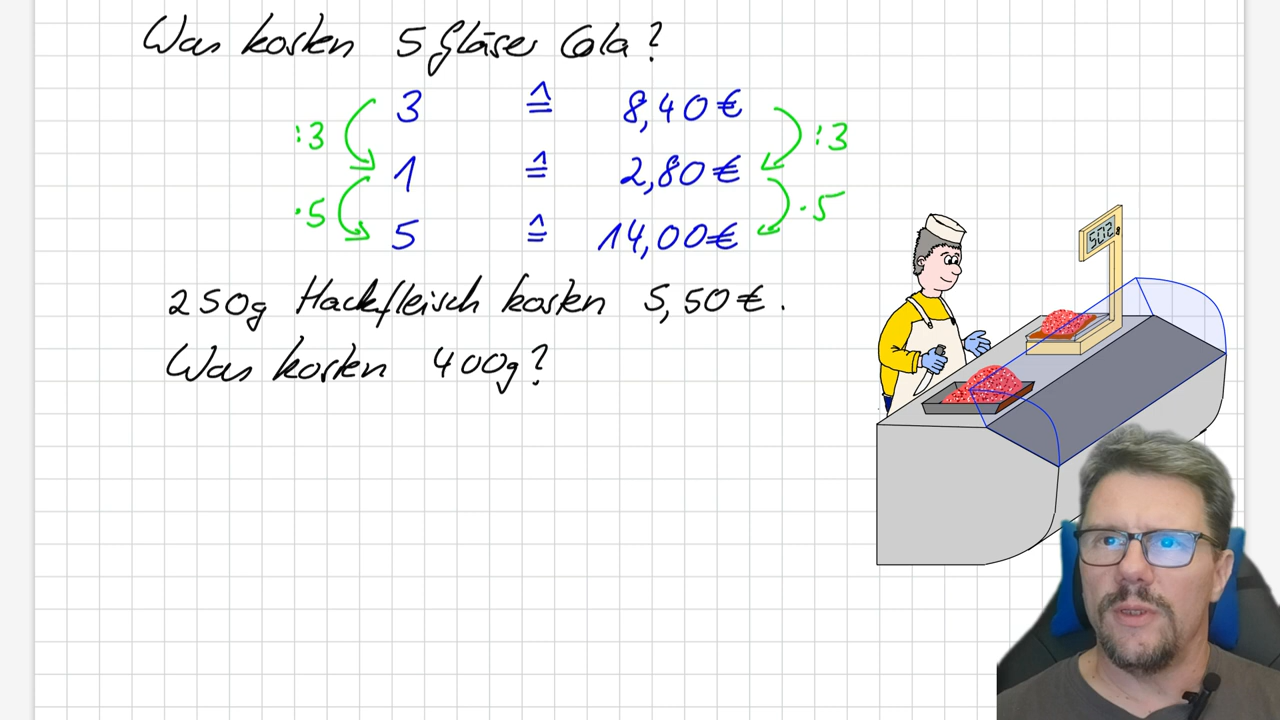 Was kosten 5 Gläser Cola?
:3 3 ≙ 8,40€ :3
1 ≙ 2,80€
·5 5 ≙ 14,00€ ·5
250g Hackfleisch kosten 5,50€.
Was kosten 400g?